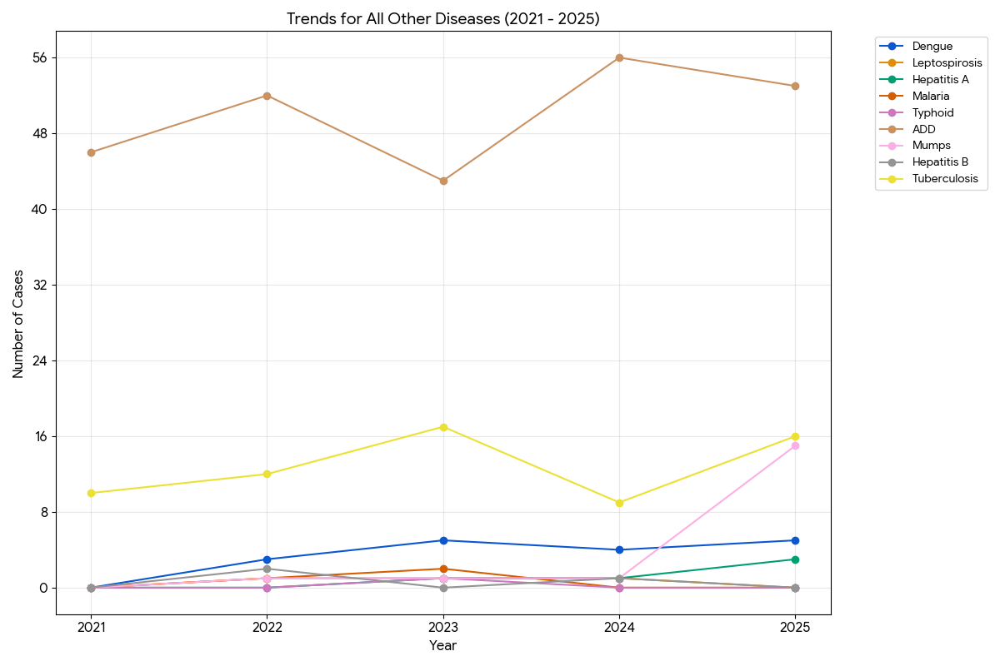 Trends for All Other Diseases (2021 - 2025)
Dengue
Leptospirosis
Hepatitis A
Malaria
Typhoid
ADD
Mumps
Hepatitis B
Tuberculosis
Number of Cases
56
48
40
32
24
16
8
0
2021 2022 2023 2024 2025
Year